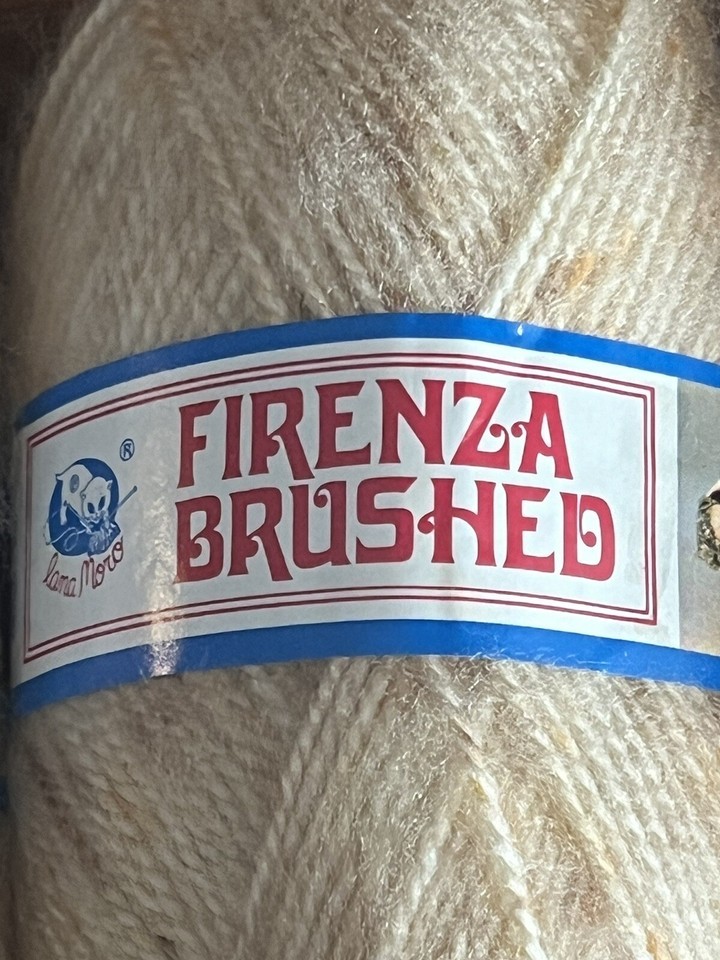 FIRENZA
BRUSHED
®
lana Moro